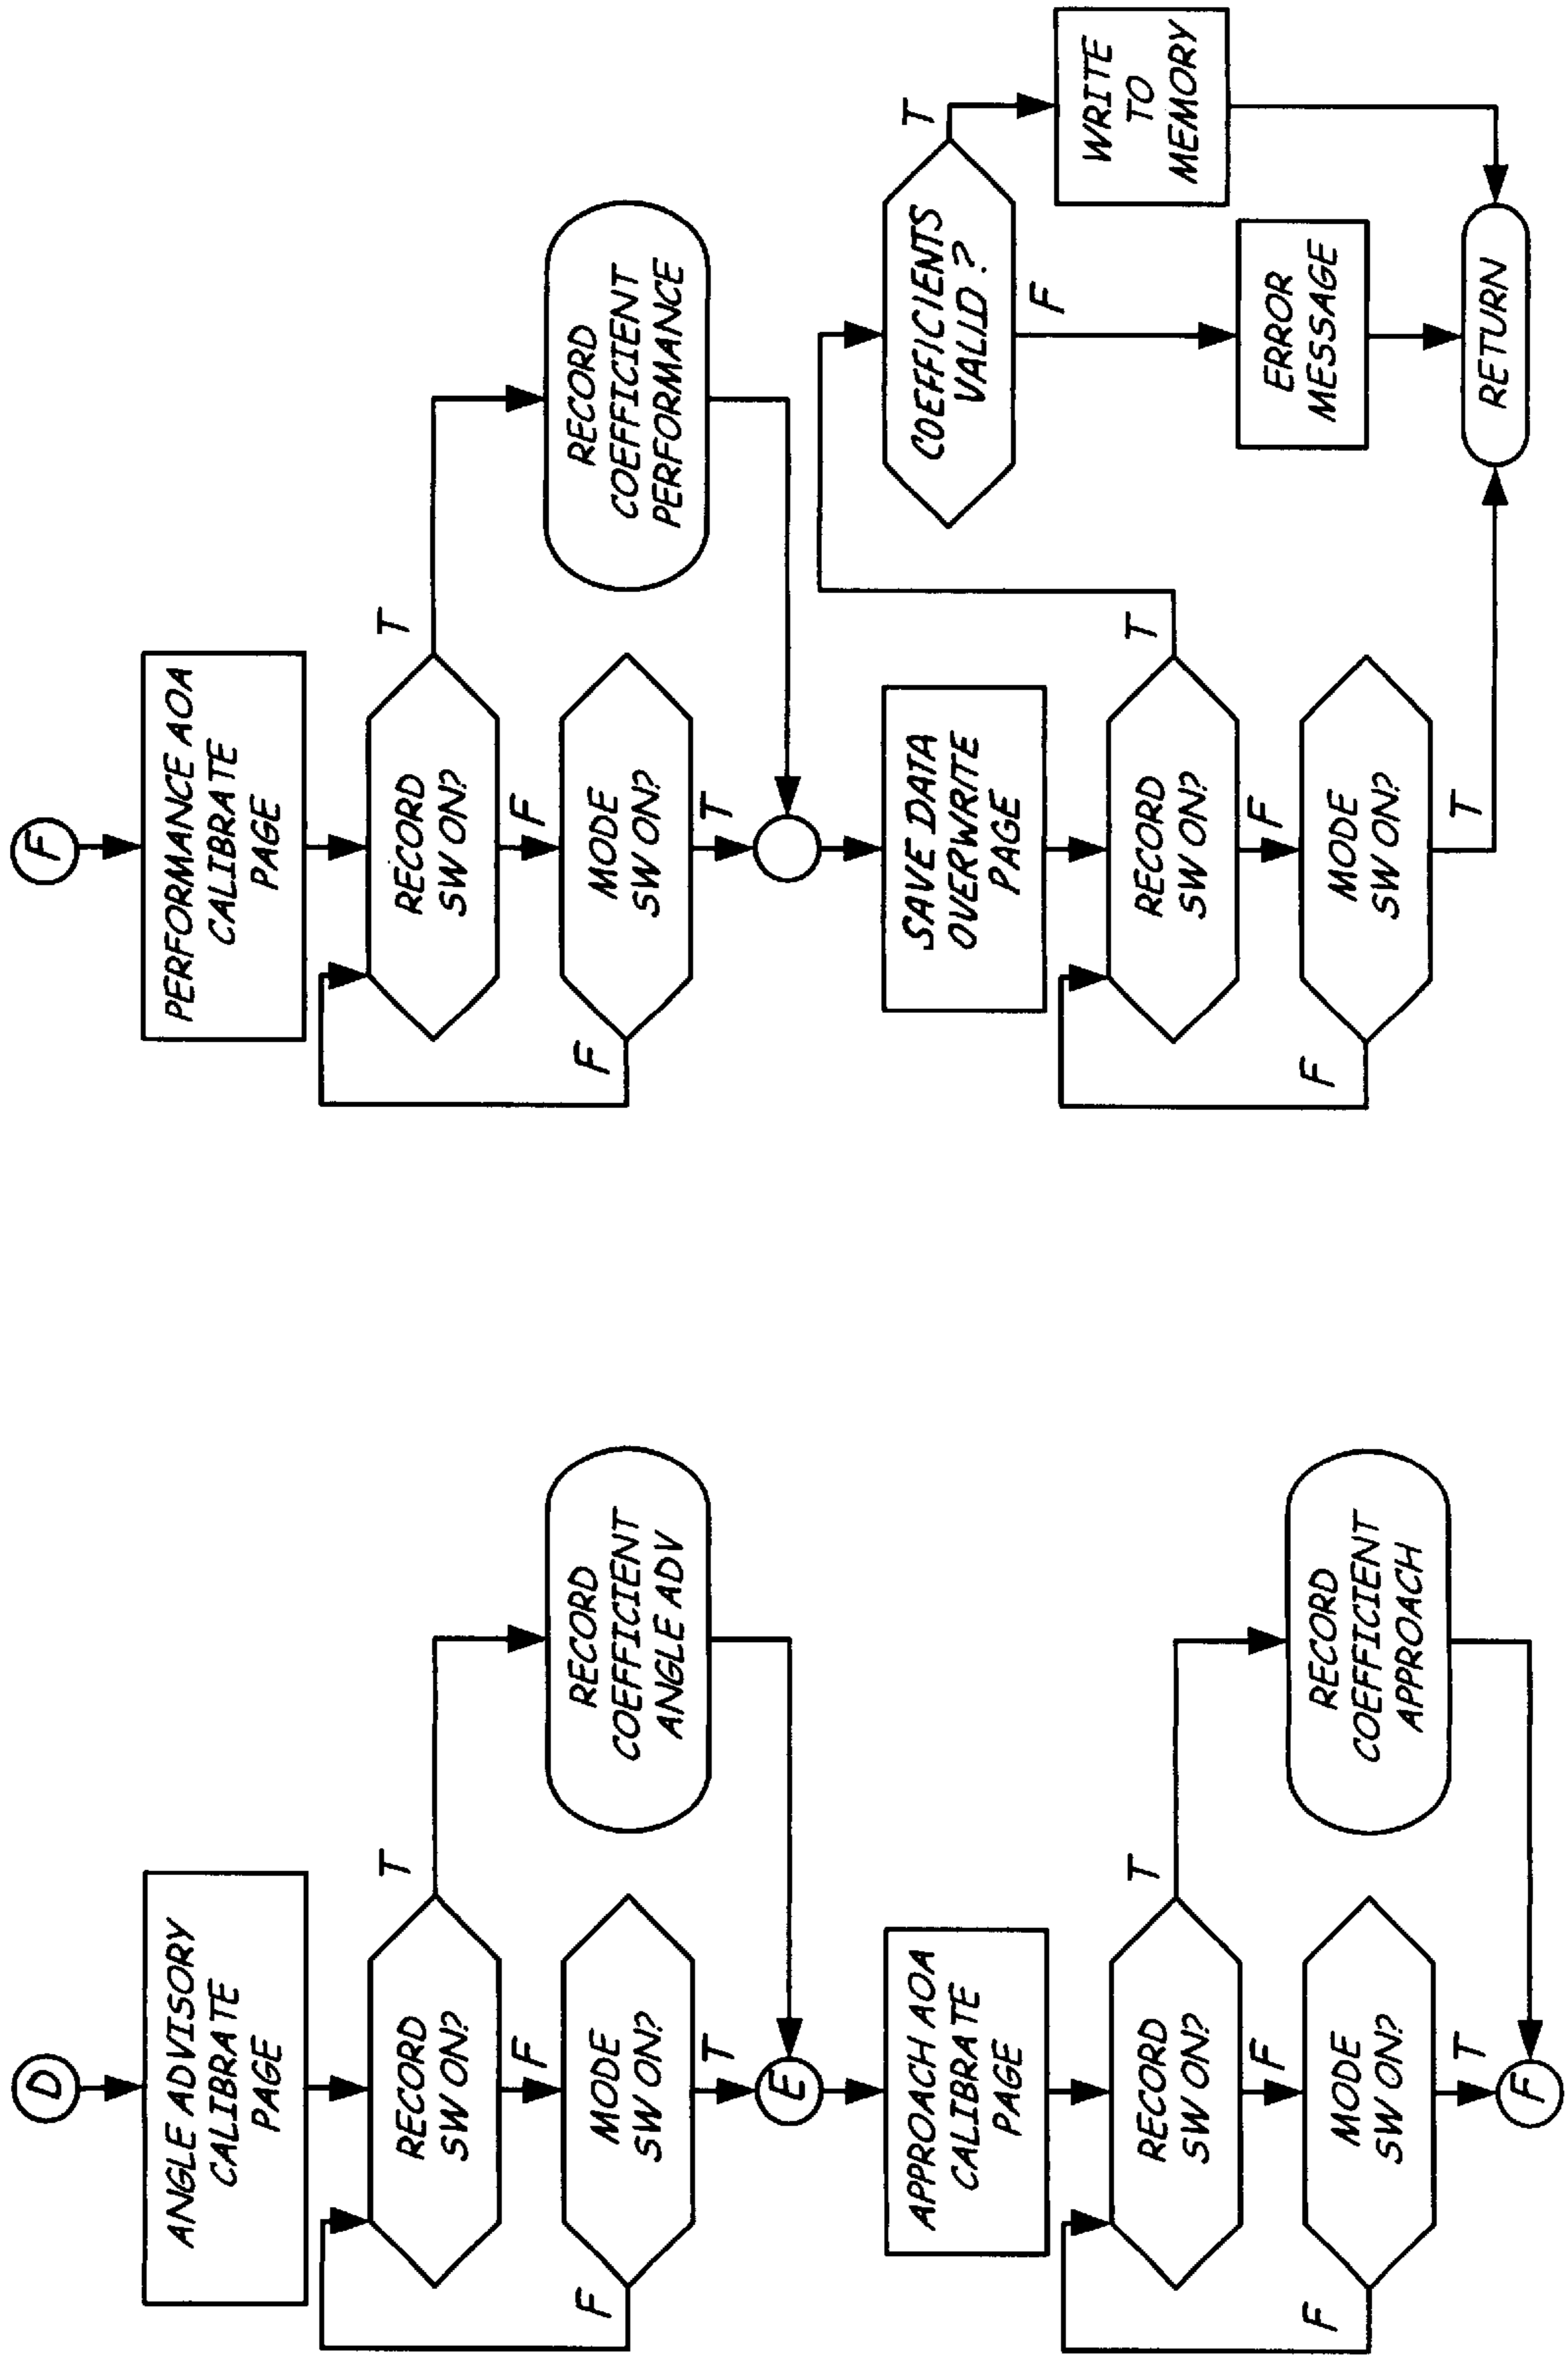 D
ANGLE ADVISORY
CALIBRATE
PAGE
RECORD
SW ON?
T
F
MODE
SW ON?
F
T
RECORD
COEFFICIENT
ANGLE ADV
E
APPROACH AOA
CALIBRATE
PAGE
RECORD
SW ON?
T
F
MODE
SW ON?
F
T
RECORD
COEFFICIENT
APPROACH
F
F
PERFORMANCE AOA
CALIBRATE
PAGE
RECORD
SW ON?
T
F
MODE
SW ON?
F
T
RECORD
COEFFICIENT
PERFORMANCE
SAVE DATA
OVERWRITE
PAGE
RECORD
SW ON?
T
F
MODE
SW ON?
F
T
COEFFICIENTS
VALID?
T
F
WRITE
TO
MEMORY
ERROR
MESSAGE
RETURN